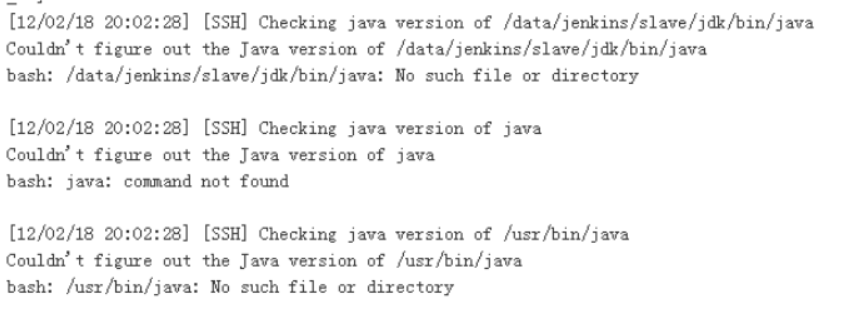 [12/02/18 20:02:28] [SSH] Checking java version of /data/jenkins/slave/jdk/bin/java
Couldn't figure out the Java version of /data/jenkins/slave/jdk/bin/java
bash: /data/jenkins/slave/jdk/bin/java: No such file or directory
[12/02/18 20:02:28] [SSH] Checking java version of java
Couldn't figure out the Java version of java
bash: java: command not found
[12/02/18 20:02:28] [SSH] Checking java version of /usr/bin/java
Couldn't figure out the Java version of /usr/bin/java
bash: /usr/bin/java: No such file or directory